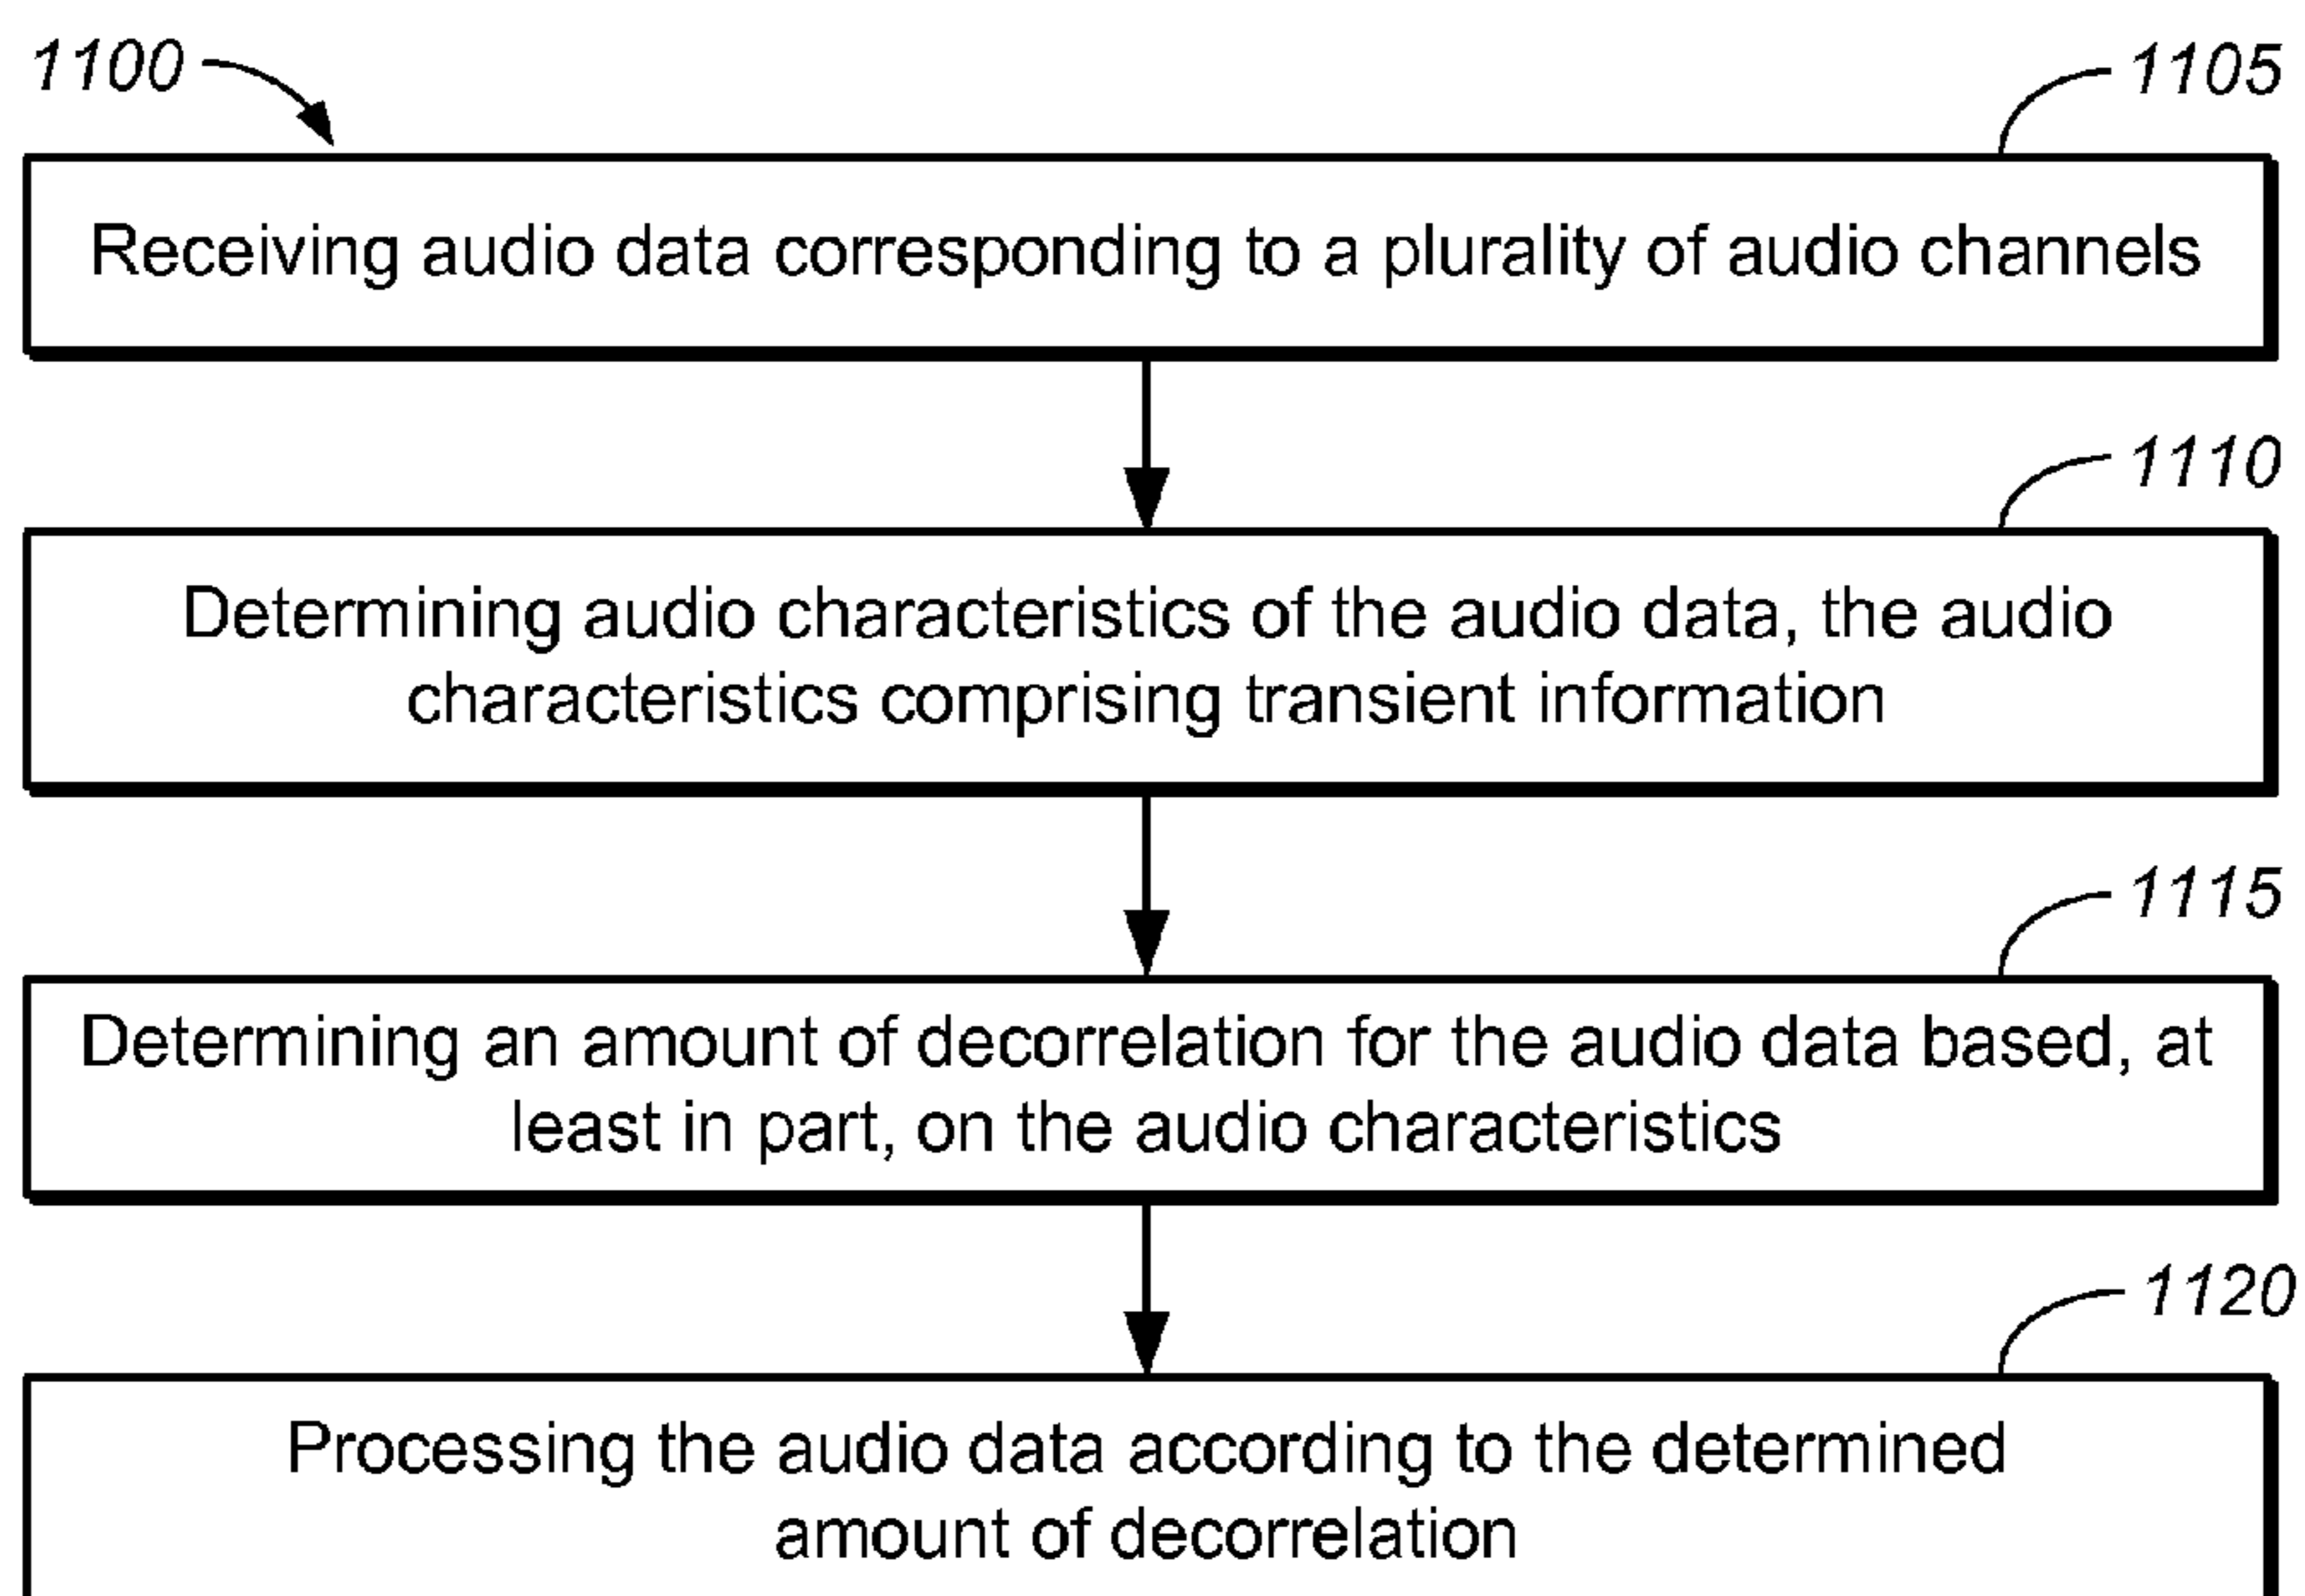 1100
1105
Receiving audio data corresponding to a plurality of audio channels
1110
Determining audio characteristics of the audio data, the audio
characteristics comprising transient information
1115
Determining an amount of decorrelation for the audio data based, at
least in part, on the audio characteristics
1120
Processing the audio data according to the determined
amount of decorrelation